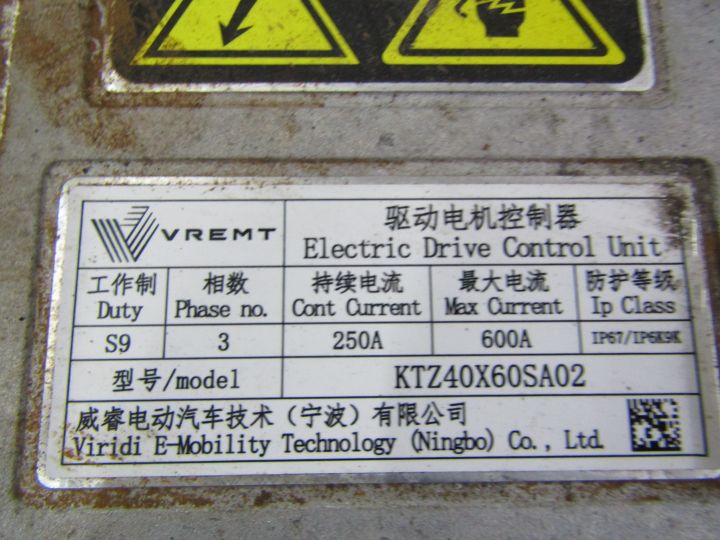 VREMT
驱动电机控制器
Electric Drive Control Unit
工作制 相数 持续电流 最大电流 防护等级
Duty Phase no. Cont Current Max Current Ip Class
S9 3 250A 600A IP67/IP6K9K
型号/model KTZ40X60SA02
威睿电动汽车技术（宁波）有限公司
Viridi E-Mobility Technology (Ningbo) Co., Ltd